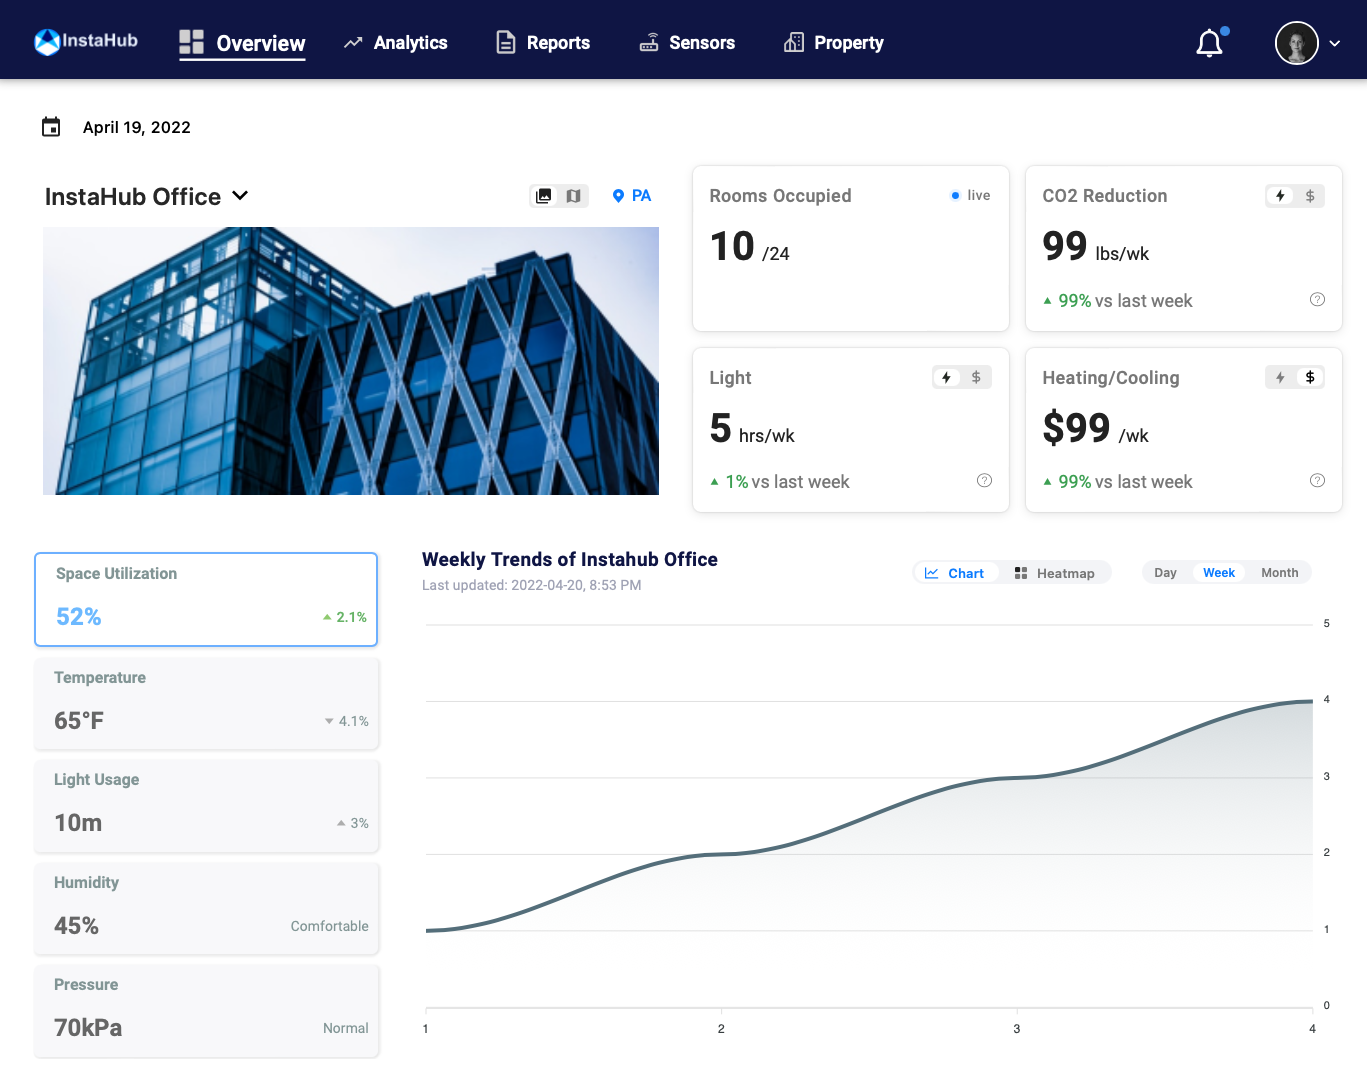 InstaHub
Overview
Analytics
Reports
Sensors
Property
April 19, 2022
InstaHub Office
PA
Rooms Occupied
live
10 /24
CO2 Reduction
$
99 lbs/wk
99% vs last week
?
Light
$
5 hrs/wk
1% vs last week
?
Heating/Cooling
$
$99 /wk
99% vs last week
?
Space Utilization
52%
2.1%
Temperature
65°F
4.1%
Light Usage
10m
3%
Humidity
45%
Comfortable
Pressure
70kPa
Normal
Weekly Trends of Instahub Office
Last updated: 2022-04-20, 8:53 PM
Chart
Heatmap
Day
Week
Month
5
4
3
2
1
0
1
2
3
4